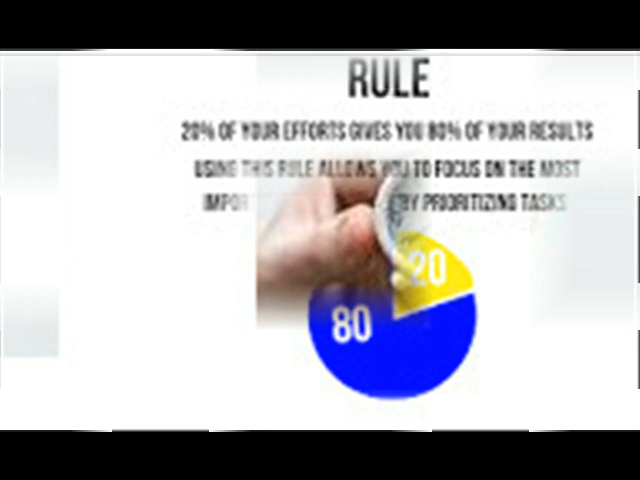 RULE
20% OF YOUR EFFORTS GIVES YOU 80% OF YOUR RESULTS
USING THIS RULE ALLOWS YOU TO FOCUS ON THE MOST
BY PRIORITIZING TASKS
20
80